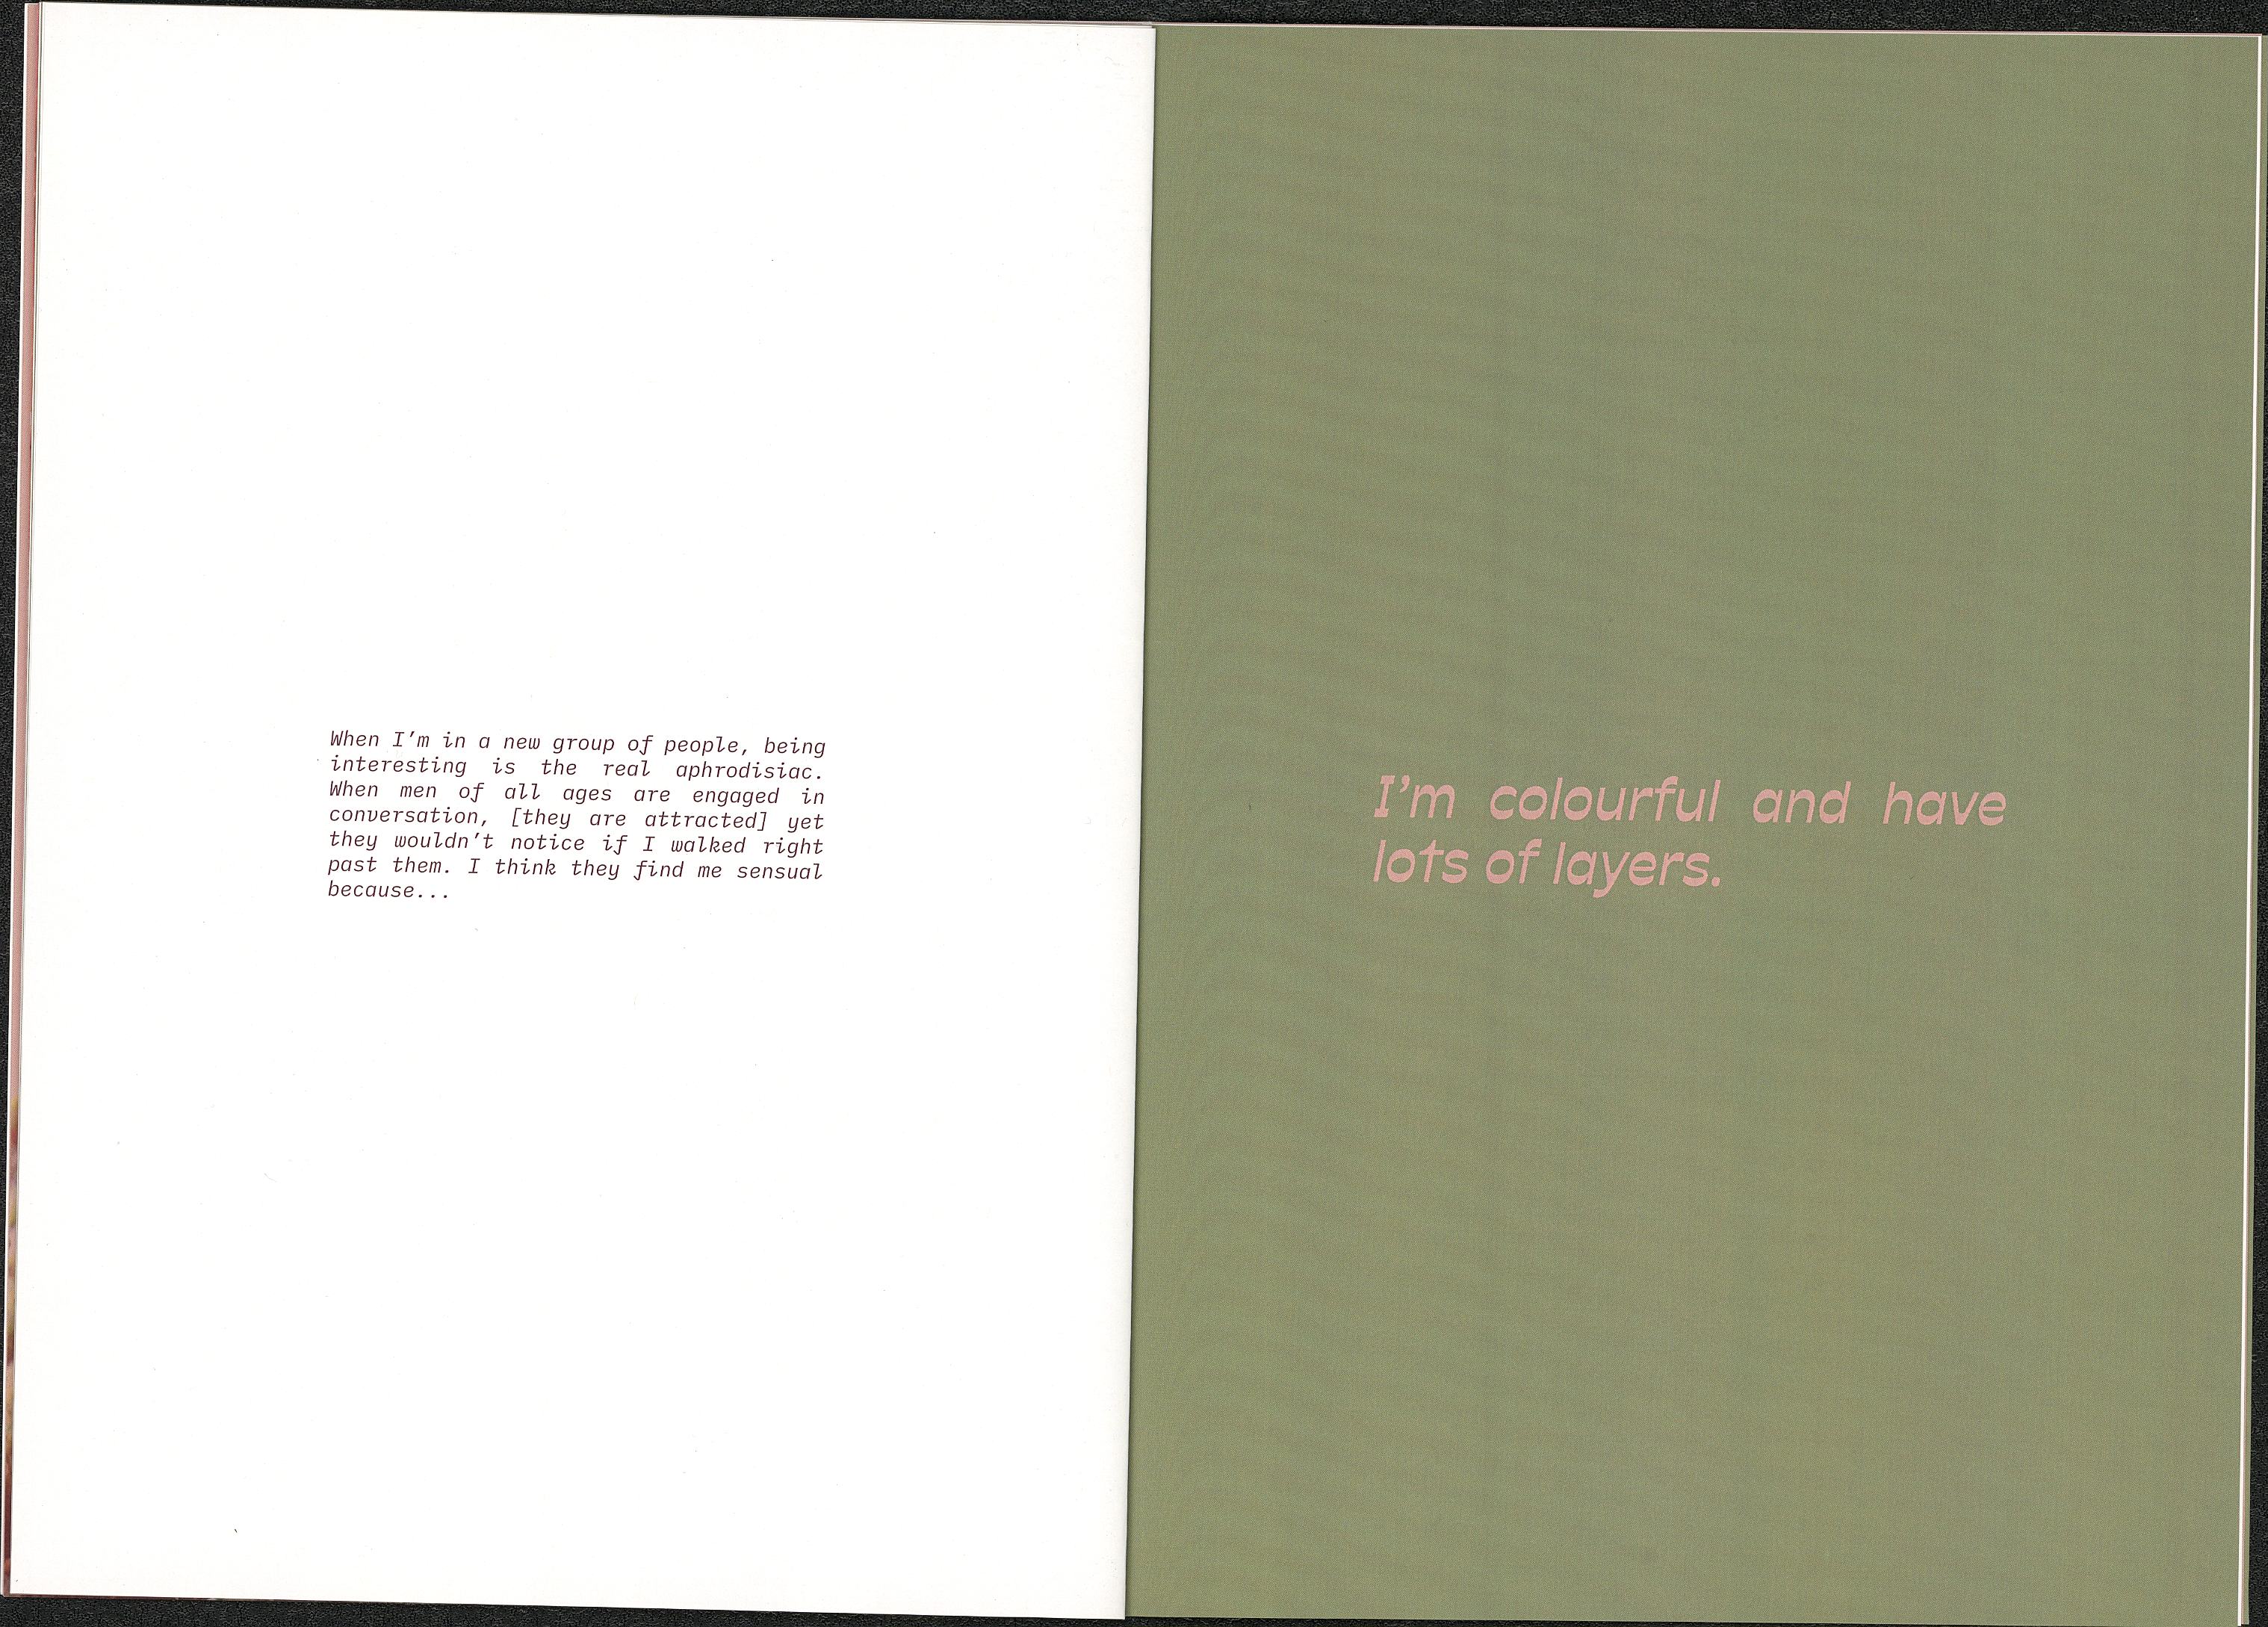 When I'm in a new group of people, being
interesting is the real aphrodisiac.
When men of all ages are engaged in
conversation, [they are attracted] yet
they wouldn't notice if I walked right
past them. I think they find me sensual
because...
I'm colourful and have
lots of layers.